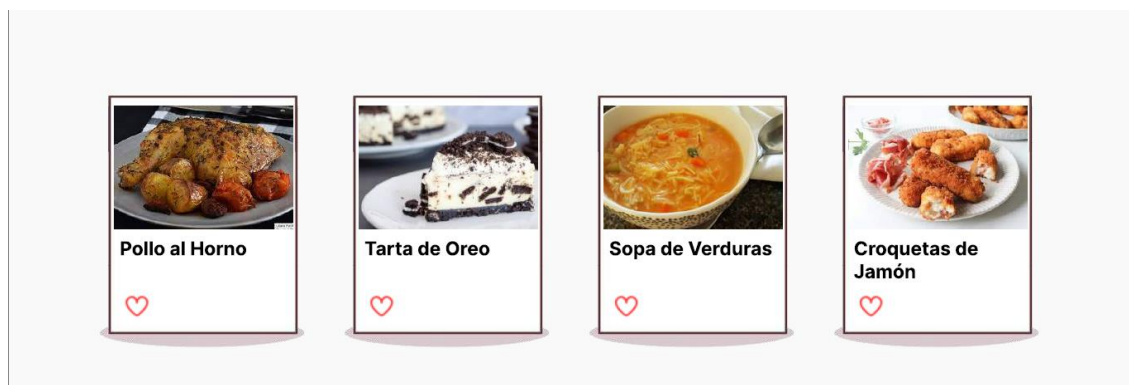 Pollo al Horno
Tarta de Oreo
Sopa de Verduras
Croquetas de
Jamón